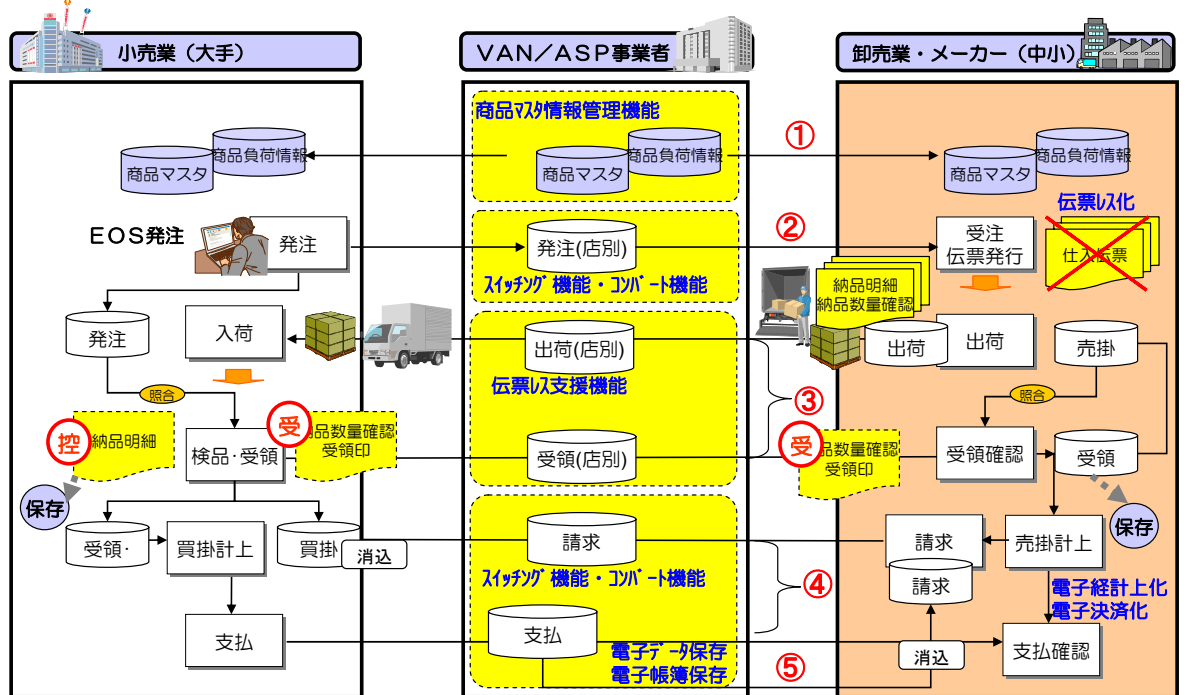 小売業(大手)
VAN/ASP事業者
卸売業・メーカー(中小)
商品ﾏｽﾀ情報管理機能
①
商品負荷情報
商品マスタ
商品負荷情報
商品マスタ
商品負荷情報
商品マスタ
伝票ﾚｽ化
EOS発注
発注
発注(店別)
②
受注
伝票発行
仕入伝票
ｽｲｯﾁﾝｸﾞ機能・ｺﾝﾊﾞｰﾄ機能
納品明細
納品数量確認
発注
入荷
出荷(店別)
出荷
出荷
売掛
伝票ﾚｽ支援機能
照合
③
照合
控
納品明細
検品・受領
受
品数量確認
受領印
受領(店別)
受
品数量確認
受領印
受領確認
受領
保存
保存
受領・
買掛計上
買掛
消込
請求
請求
売掛計上
ｽｲｯﾁﾝｸﾞ機能・ｺﾝﾊﾞｰﾄ機能
④
請求
電子経計上化
電子決済化
支払
支払
電子ﾃﾞｰﾀ保存
電子帳簿保存
⑤
消込
支払確認